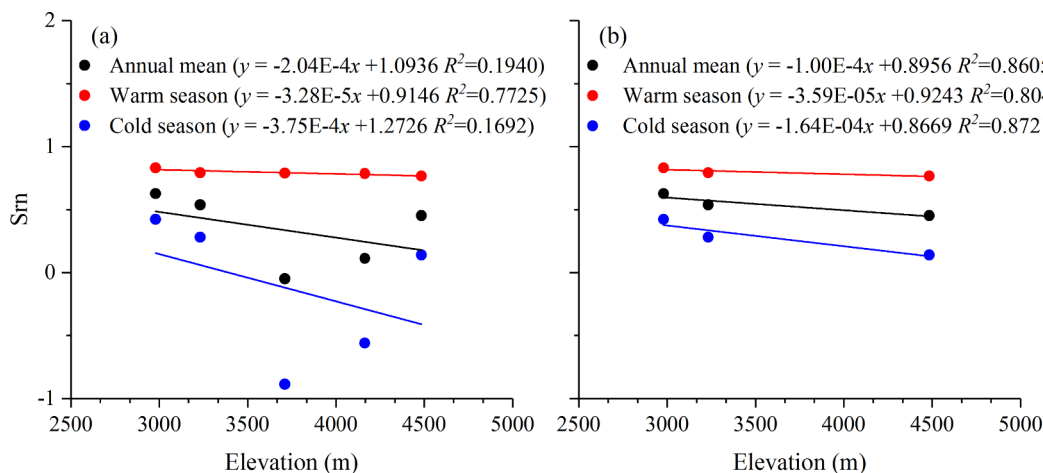 2
1
0
-1
Srn
(a)
Annual mean (y = -2.04E-4x +1.0936 R²=0.1940)
Warm season (y = -3.28E-5x +0.9146 R²=0.7725)
Cold season (y = -3.75E-4x +1.2726 R²=0.1692)
2500 3000 3500 4000 4500 5000
Elevation (m)
(b)
Annual mean (y = -1.00E-4x +0.8956 R²=0.860
Warm season (y = -3.59E-05x +0.9243 R²=0.80
Cold season (y = -1.64E-04x +0.8669 R²=0.872
2500 3000 3500 4000 4500 5000
Elevation (m)